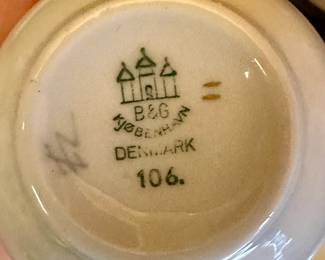 B&G
KJØBENHAVN
DENMARK
106.